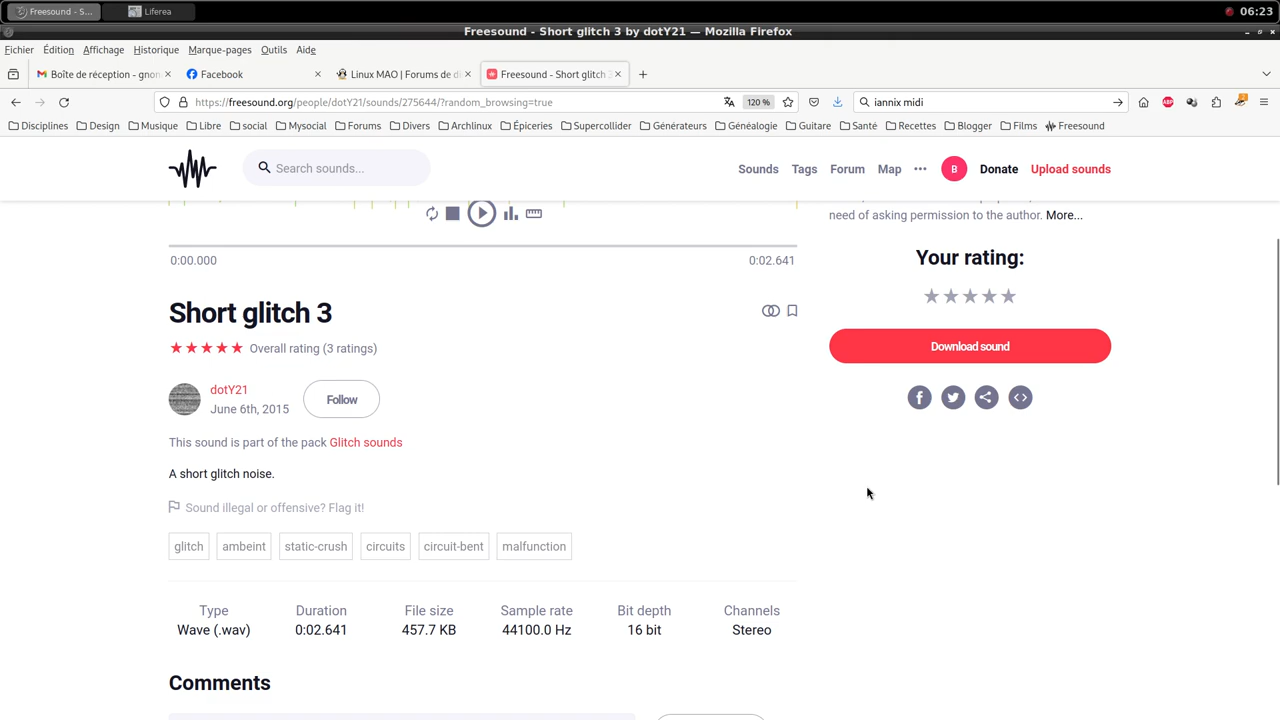 Freesound - S...
Liferea
06:23
Freesound - Short glitch 3 by dotY21 — Mozilla Firefox
Fichier Édition Affichage Historique Marque-pages Outils Aide
Boîte de réception - gnon
Facebook
Linux MAO | Forums de di
Freesound - Short glitch 3
https://freesound.org/people/dotY21/sounds/275644/?random_browsing=true
120 %
iannix midi
ABP
Disciplines Design Musique Libre social Mysocial Forums Divers Archlinux Épiceries Supercollider Générateurs Généalogie Guitare Santé Recettes Blogger Films Freesound
Search sounds...
Sounds Tags Forum Map B Donate Upload sounds
need of asking permission to the author. More...
0:00.000
0:02.641
Your rating:
Short glitch 3
Overall rating (3 ratings)
Download sound
dotY21
June 6th, 2015
Follow
This sound is part of the pack Glitch sounds
A short glitch noise.
Sound illegal or offensive? Flag it!
glitch ambeint static-crush circuits circuit-bent malfunction
Type Duration File size Sample rate Bit depth Channels
Wave (.wav) 0:02.641 457.7 KB 44100.0 Hz 16 bit Stereo
Comments